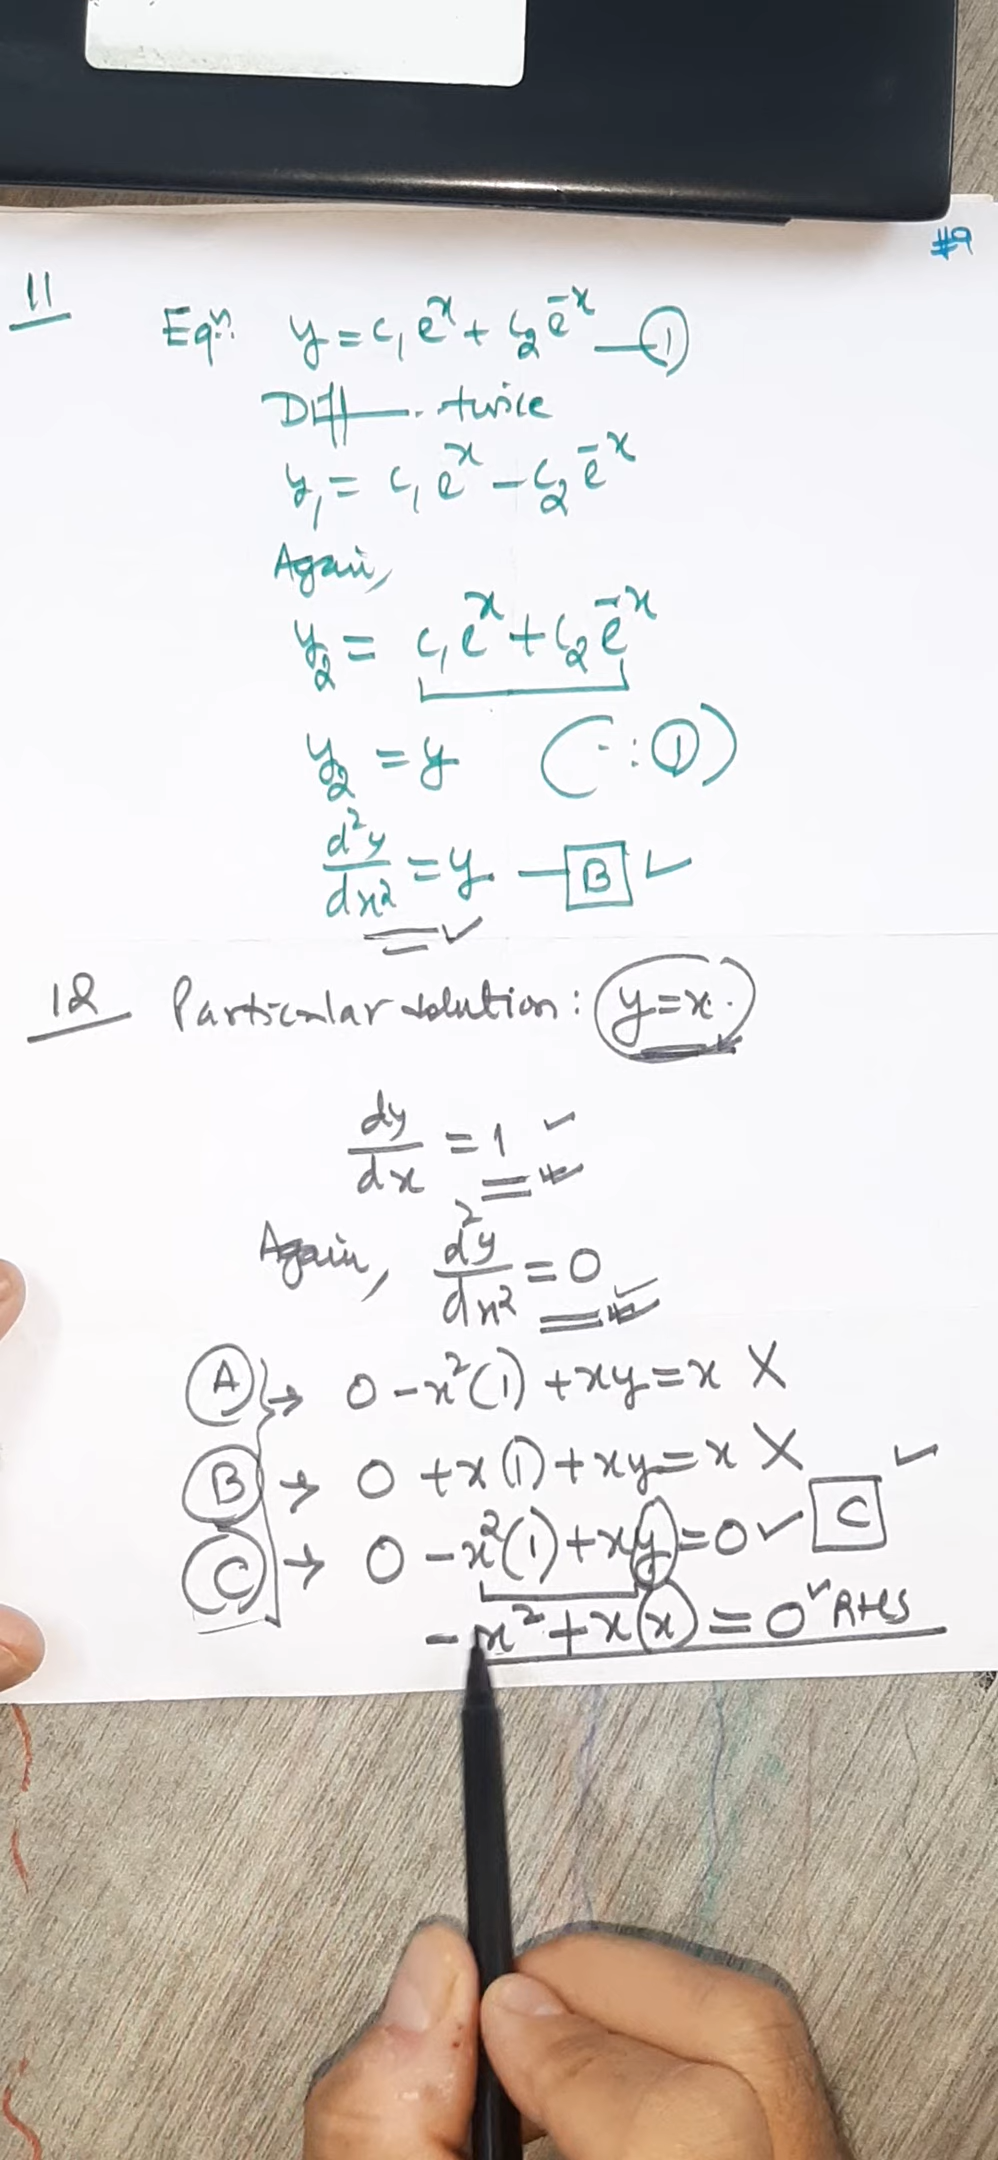 #9
11
Eqn: y = c₁eˣ + c₂e⁻ˣ —①
Diff. twice
y₁ = c₁eˣ - c₂e⁻ˣ
Again,
y₂ = c₁eˣ + c₂e⁻ˣ
y₂ = y (∵ ①)
d²y/dx² = y — B ✓
12 Particular solution: y = x.
dy/dx = 1 ✓
Again, d²y/dx² = 0 ✓
A → 0 - x²(1) + xy = x X
B → 0 + x(1) + xy = x X
C → 0 - x²(1) + xy = 0 ✓ C ✓
- x² + x(x) = 0 ✓ RHS